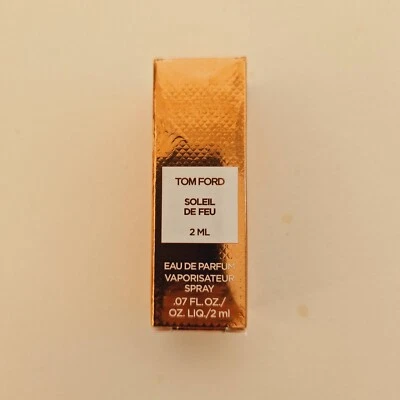 TOM FORD
SOLEIL
DE FEU
2 ML
EAU DE PARFUM
VAPORISATEUR
SPRAY
.07 FL.OZ./
OZ. LIQ./2 ml